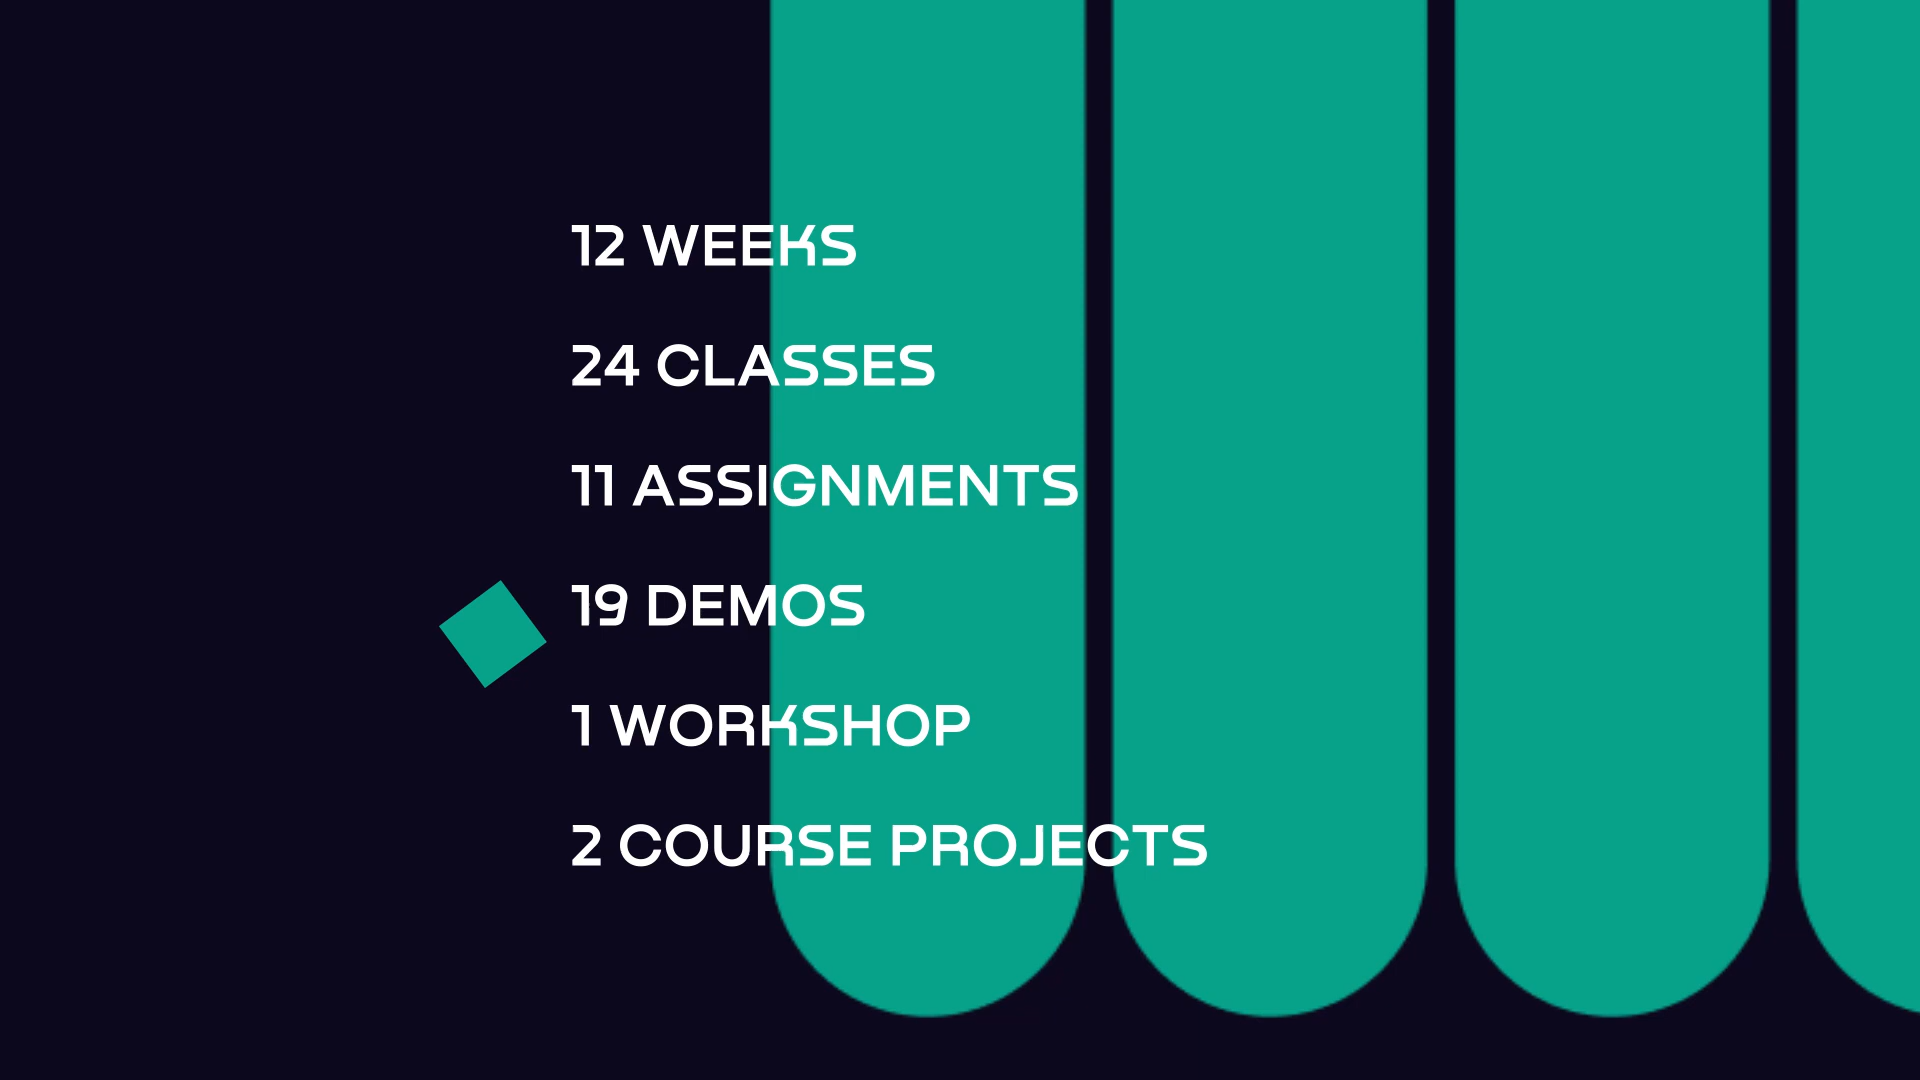 12 WEEKS
24 CLASSES
11 ASSIGNMENTS
19 DEMOS
1 WORKSHOP
2 COURSE PROJECTS